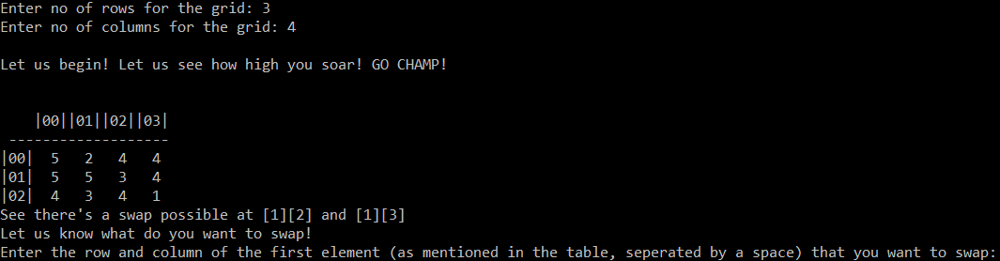 Enter no of rows for the grid: 3
Enter no of columns for the grid: 4
Let us begin! Let us see how high you soar! GO CHAMP!
|00||01||02||03|
-------------------
|00| 5 2 4 4
|01| 5 5 3 4
|02| 4 3 4 1
See there's a swap possible at [1][2] and [1][3]
Let us know what do you want to swap!
Enter the row and column of the first element (as mentioned in the table, seperated by a space) that you want to swap: